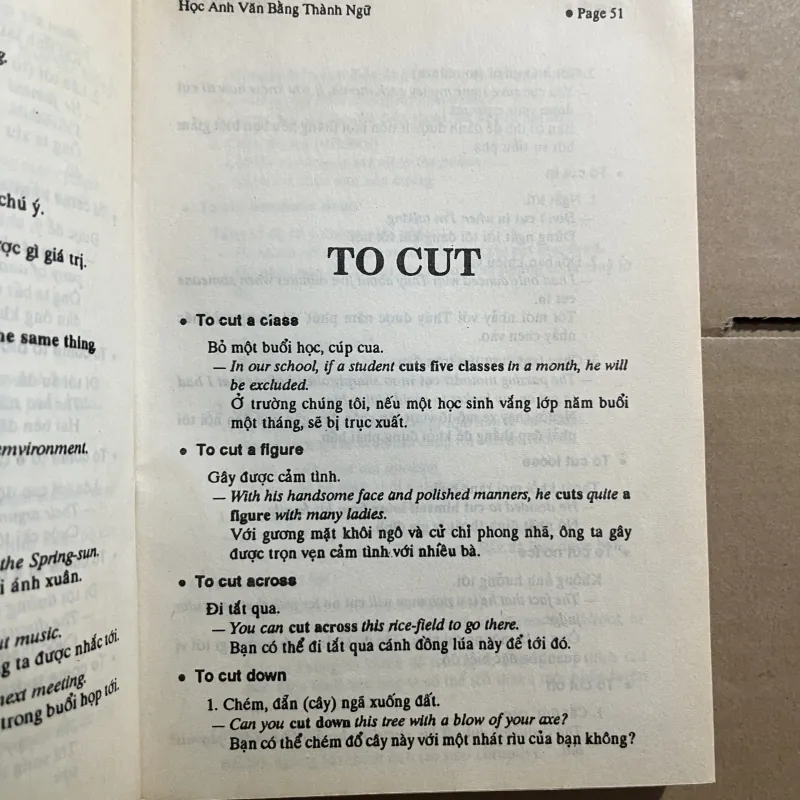 g.
chú ý.
ợc gì giá trị.
he same thing
emvironment.
the Spring-sun.
i ánh xuân.
ut music.
g ta được nhắc tới.
next meeting.
trong buổi họp tới.
Học Anh Văn Bằng Thành Ngữ
● Page 51
TO CUT
● To cut a class
Bỏ một buổi học, cúp cua.
— In our school, if a student cuts five classes in a month, he will
be excluded.
Ở trường chúng tôi, nếu một học sinh vắng lớp năm buổi
một tháng, sẽ bị trục xuất.
● To cut a figure
Gây được cảm tình.
— With his handsome face and polished manners, he cuts quite a
figure with many ladies.
Với gương mặt khôi ngô và cử chỉ phong nhã, ông ta gây
được trọn vẹn cảm tình với nhiều bà.
● To cut across
Đi tắt qua.
— You can cut across this rice-field to go there.
Bạn có thể đi tắt qua cánh đồng lúa này để tới đó.
● To cut down
1. Chém, đẵn (cây) ngã xuống đất.
— Can you cut down this tree with a blow of your axe?
Bạn có thể chém đổ cây này với một nhát rìu của bạn không?